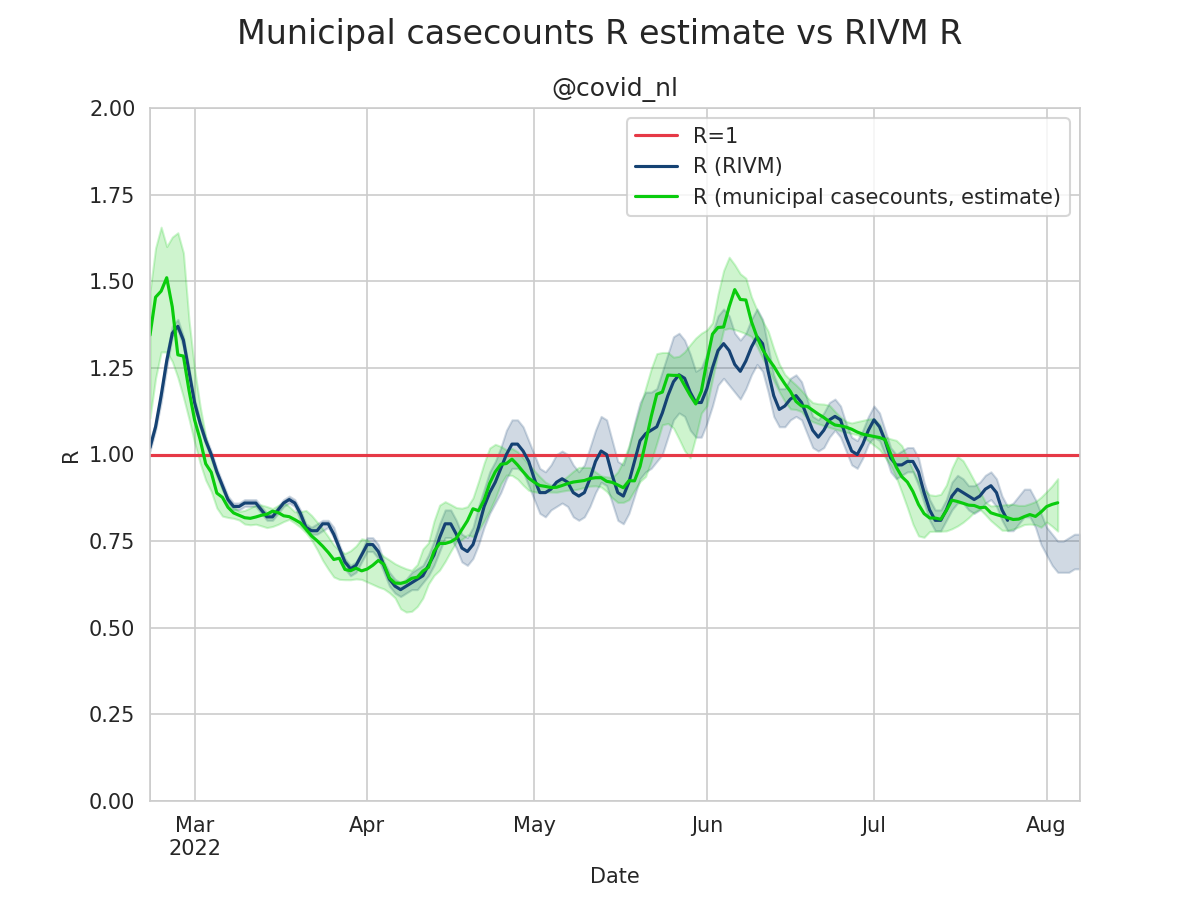 Municipal casecounts R estimate vs RIVM R
@covid_nl
R=1
R (RIVM)
R (municipal casecounts, estimate)
2.00
1.75
1.50
1.25
1.00
0.75
0.50
0.25
0.00
R
Mar Apr May Jun Jul Aug
2022
Date